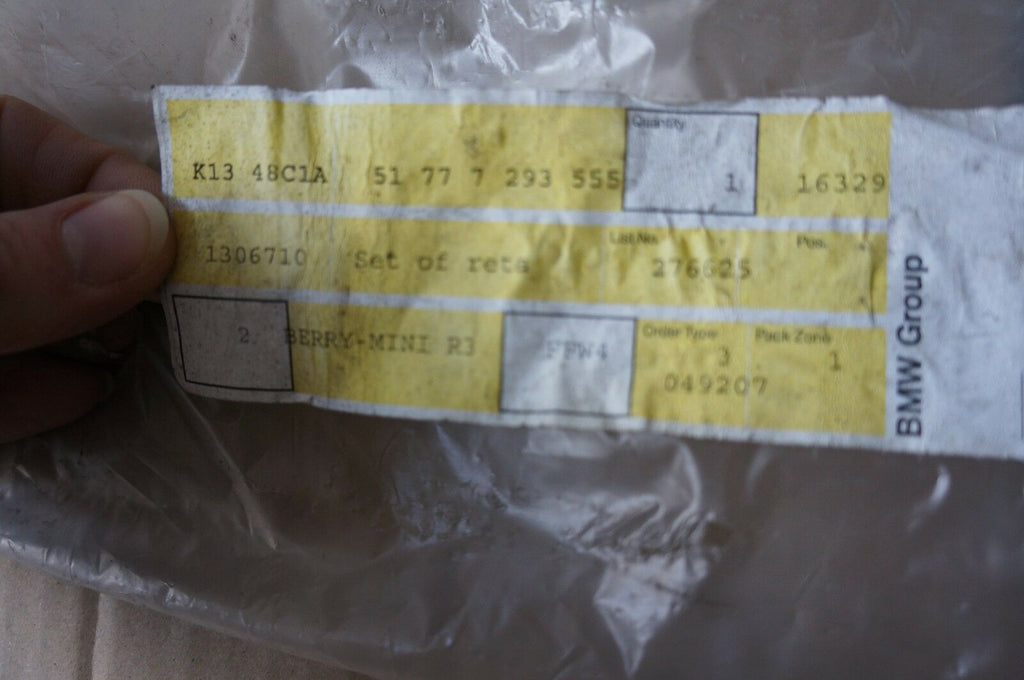 Quantity
K13 48C1A (51 77 7 293 555 1 16329
List No. Pos.
1306710 Set of reta 276625
2. BERRY-MINI R3 FFW4 Order Type Pack Zone
3 1
049207
BMW Group